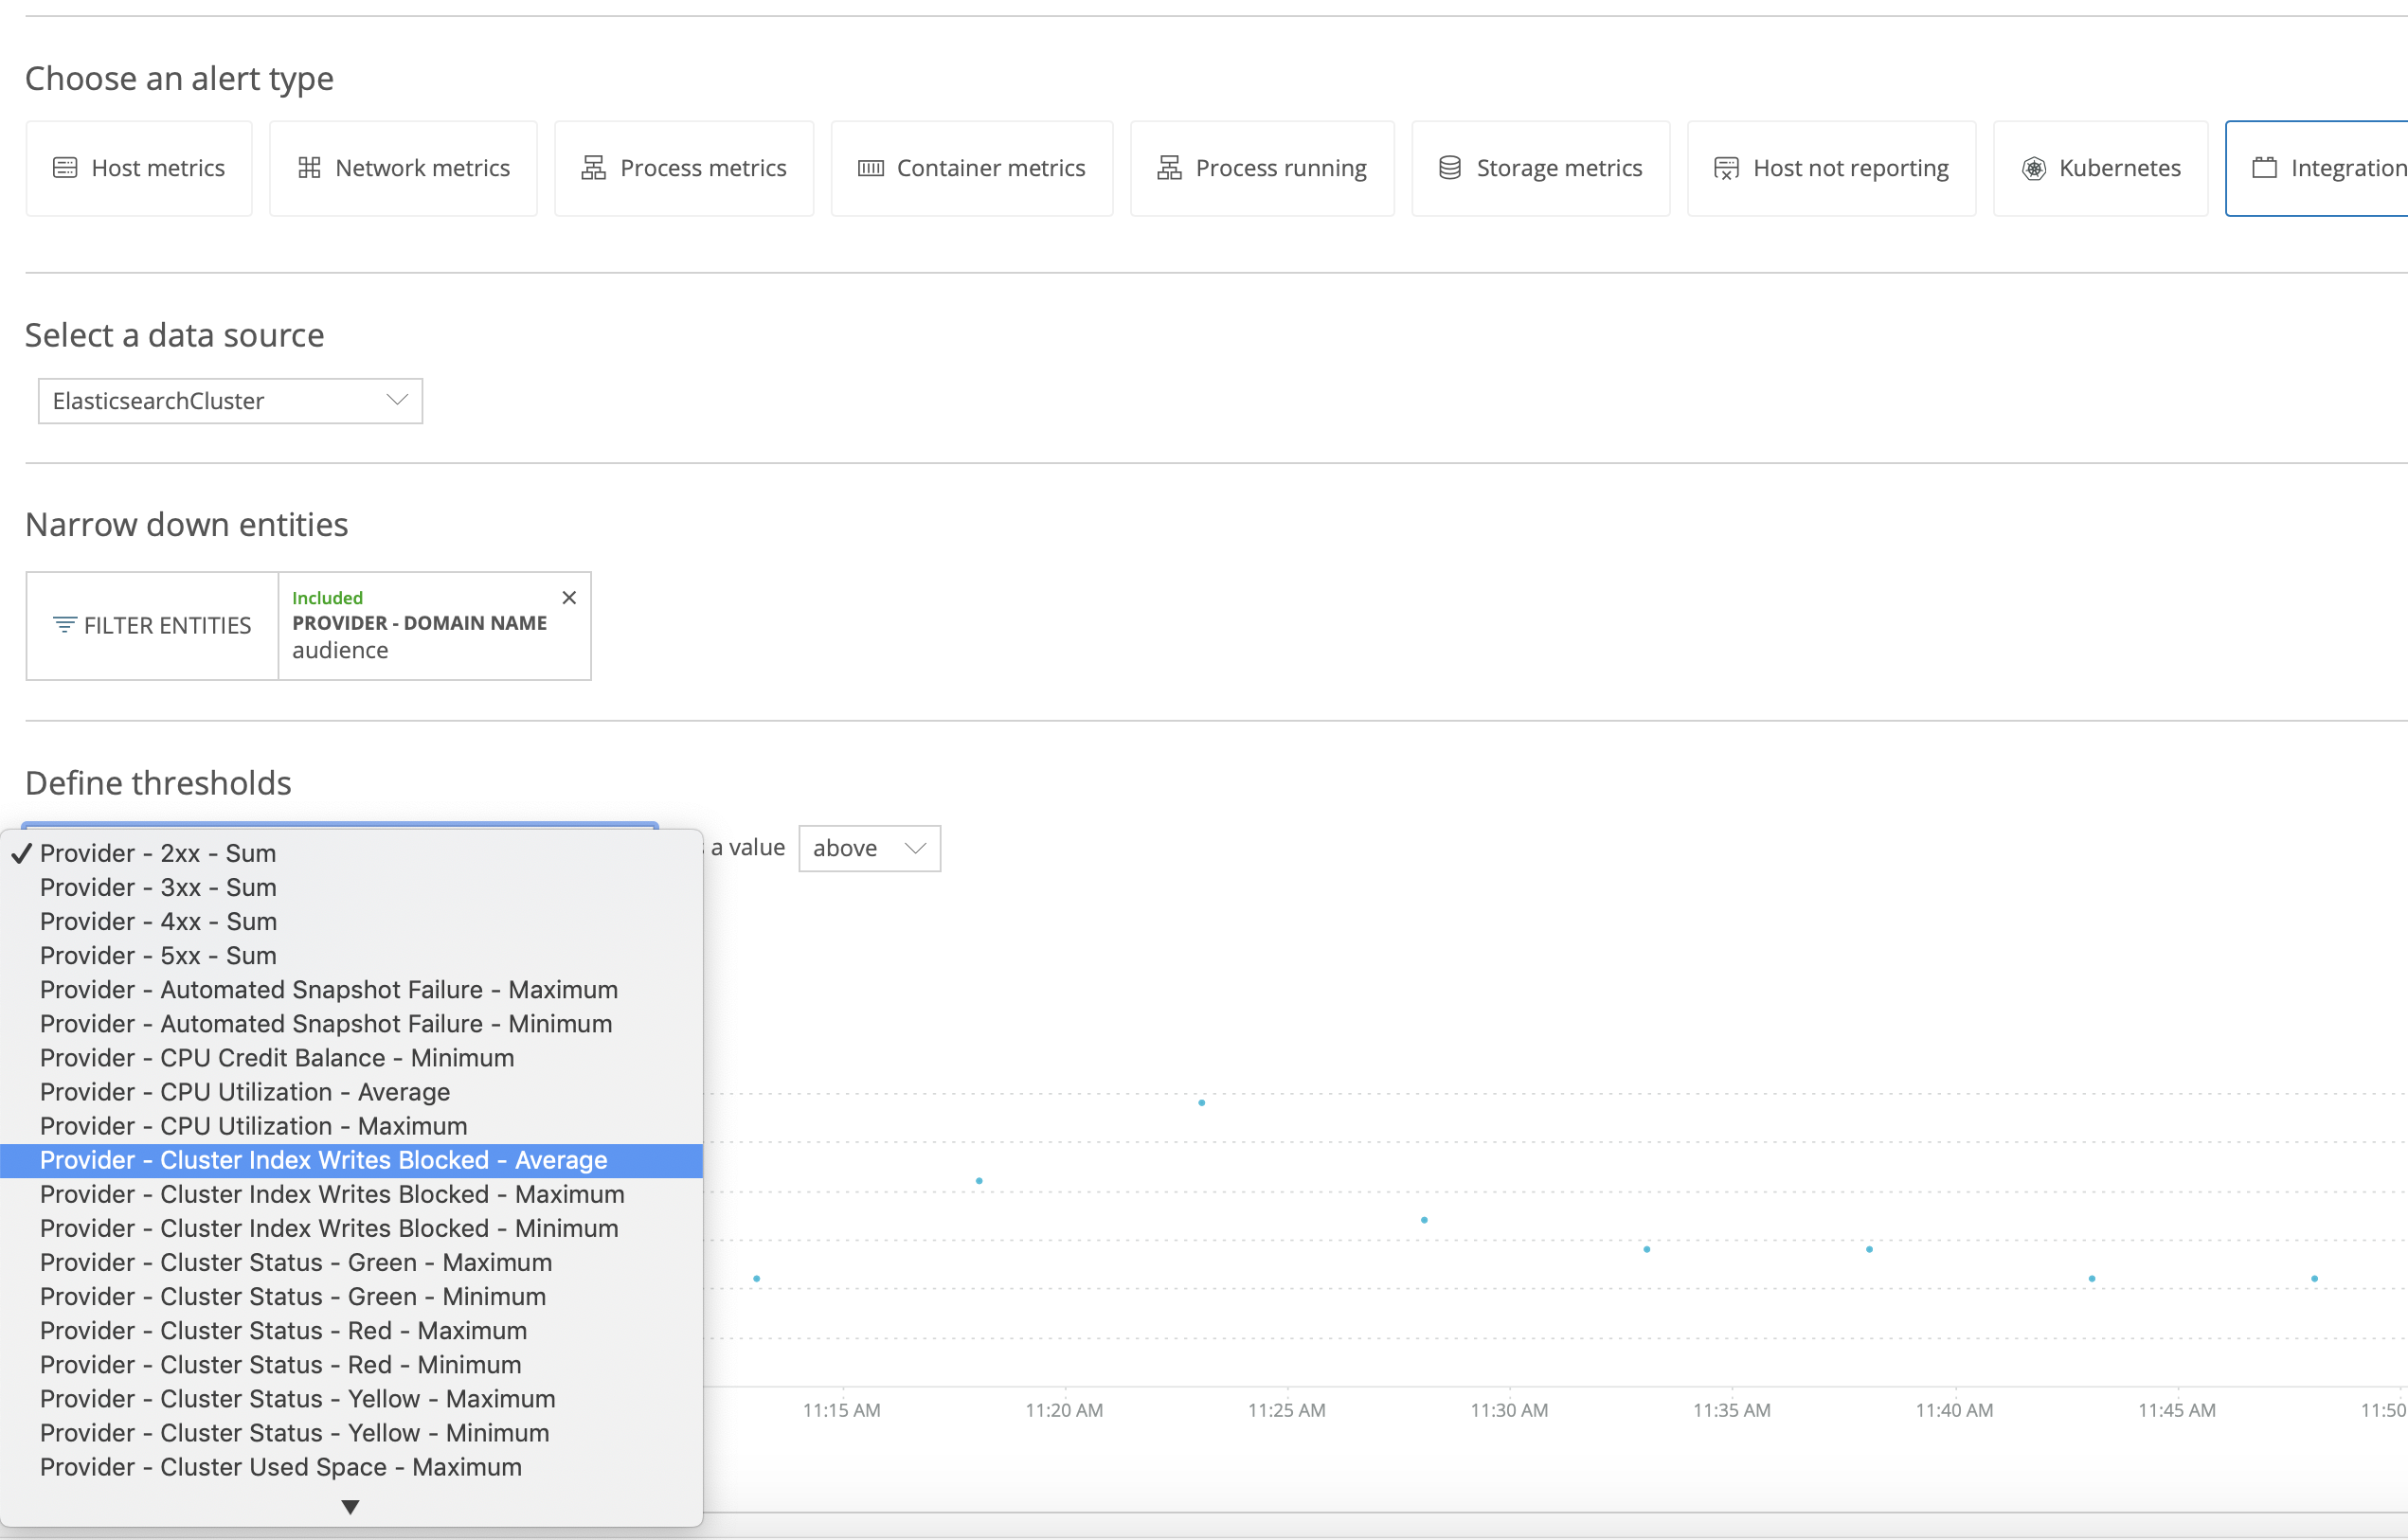 Choose an alert type
Host metrics
Network metrics
Process metrics
Container metrics
Process running
Storage metrics
Host not reporting
Kubernetes
Integration
Select a data source
ElasticsearchCluster
Narrow down entities
FILTER ENTITIES
Included
PROVIDER - DOMAIN NAME
audience
Define thresholds
a value
above
Provider - 2xx - Sum
Provider - 3xx - Sum
Provider - 4xx - Sum
Provider - 5xx - Sum
Provider - Automated Snapshot Failure - Maximum
Provider - Automated Snapshot Failure - Minimum
Provider - CPU Credit Balance - Minimum
Provider - CPU Utilization - Average
Provider - CPU Utilization - Maximum
Provider - Cluster Index Writes Blocked - Average
Provider - Cluster Index Writes Blocked - Maximum
Provider - Cluster Index Writes Blocked - Minimum
Provider - Cluster Status - Green - Maximum
Provider - Cluster Status - Green - Minimum
Provider - Cluster Status - Red - Maximum
Provider - Cluster Status - Red - Minimum
Provider - Cluster Status - Yellow - Maximum
Provider - Cluster Status - Yellow - Minimum
Provider - Cluster Used Space - Maximum
11:15 AM
11:20 AM
11:25 AM
11:30 AM
11:35 AM
11:40 AM
11:45 AM
11:50